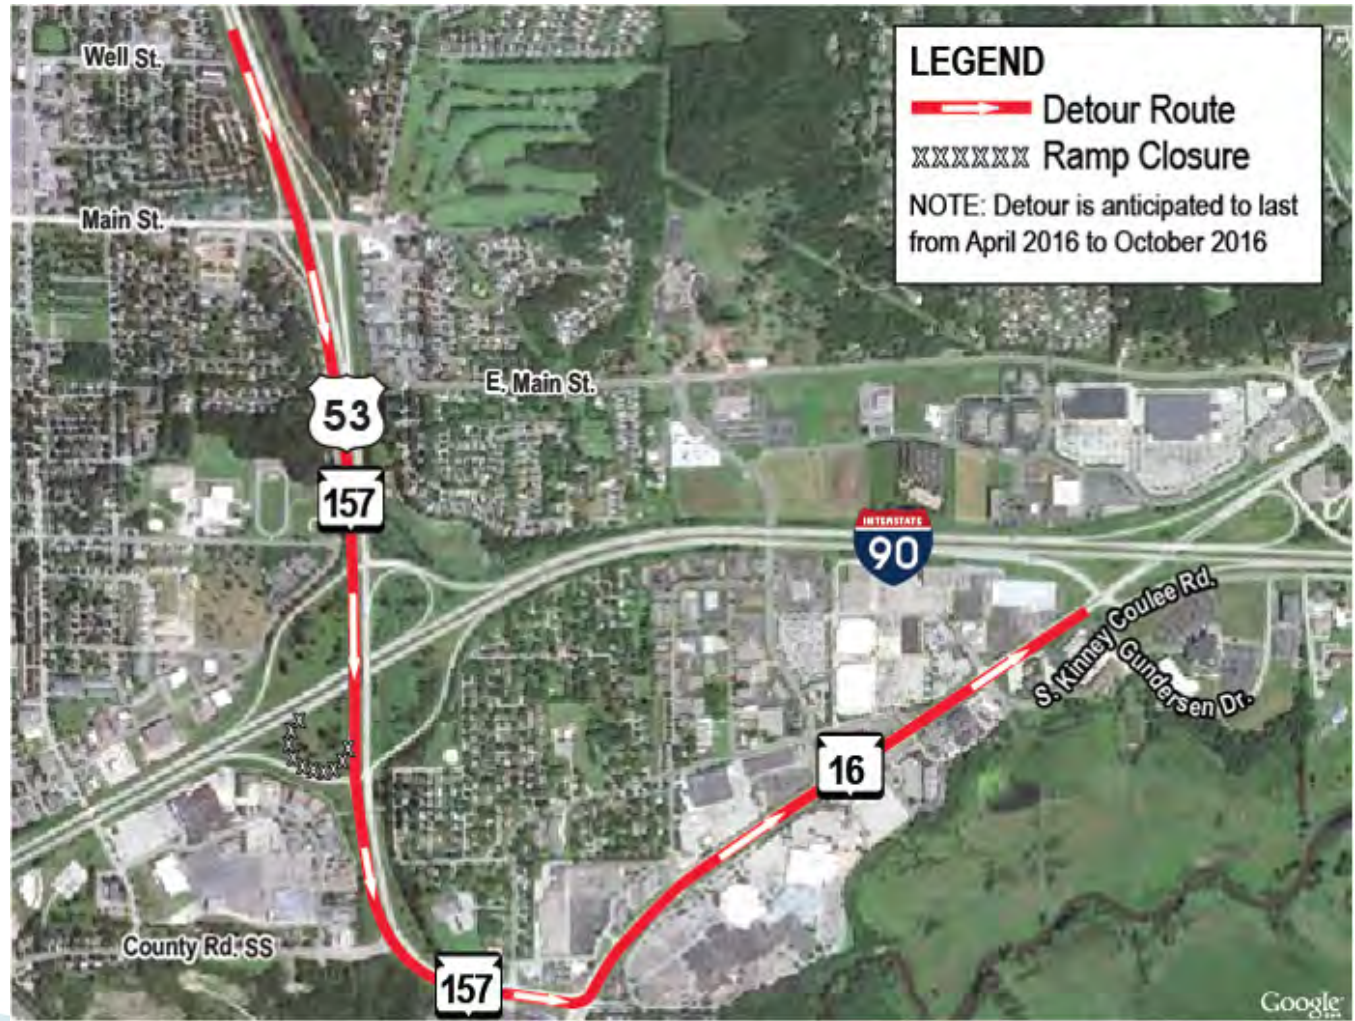 Well St.
LEGEND
Detour Route
XXXXXX Ramp Closure
NOTE: Detour is anticipated to last
from April 2016 to October 2016
Main St.
E. Main St.
53
157
INTERSTATE
90
S. Kinney Coulee Rd.
Gundersen Dr.
XXXXXXXXXXX
16
County Rd. SS
157
Google